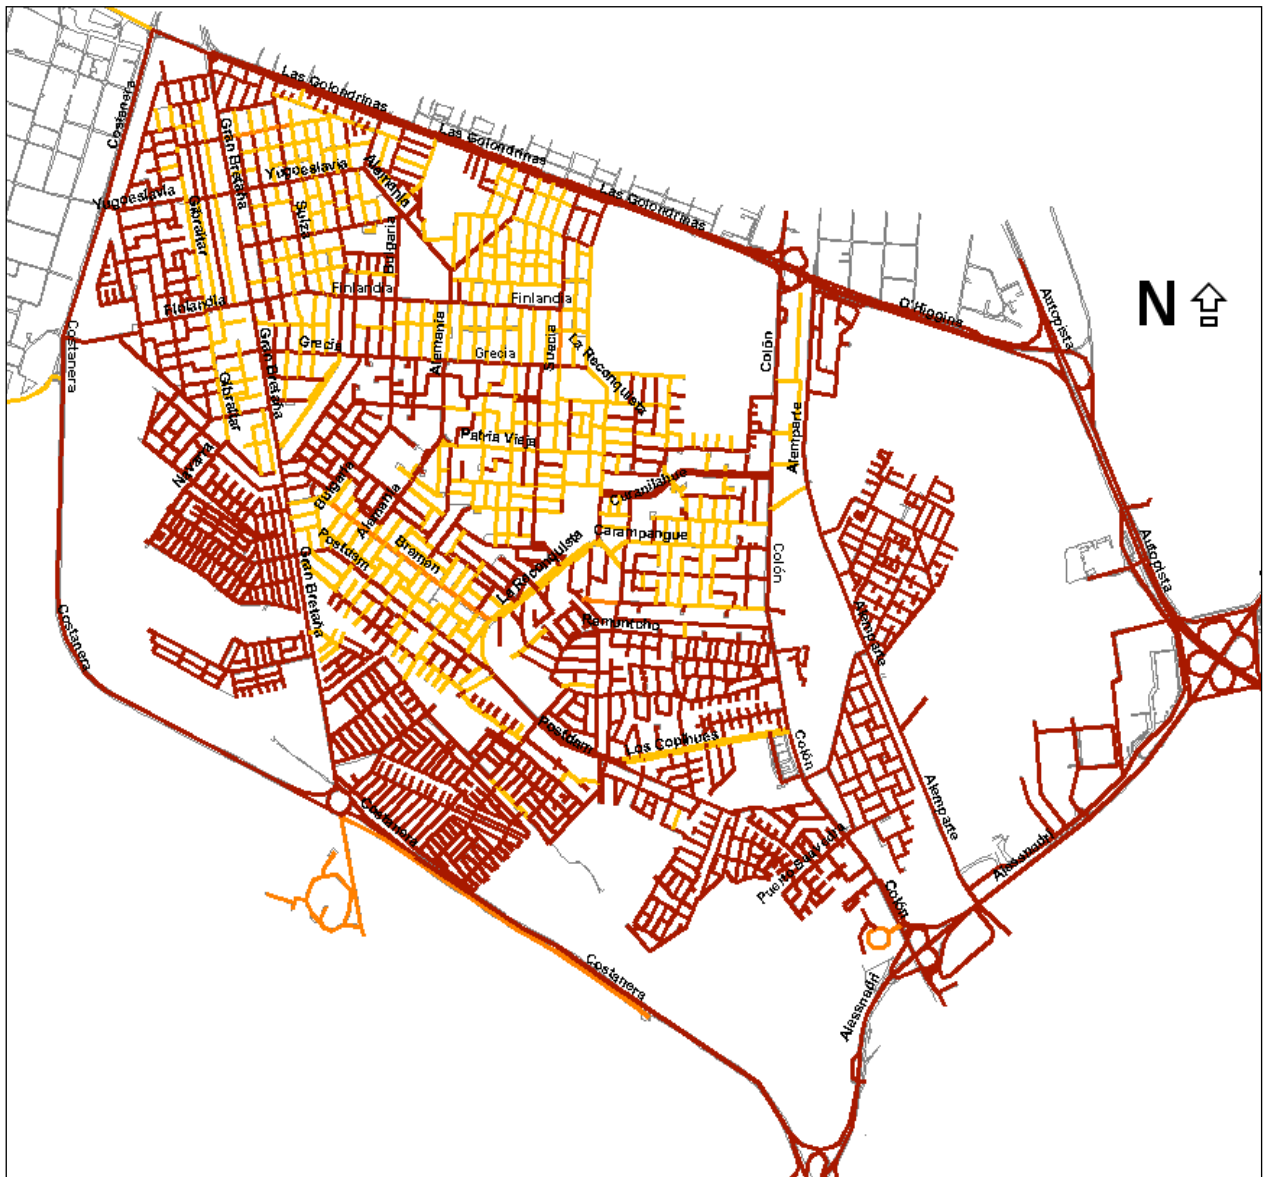 Las Golondrinas
Costanera
Las Golondrinas
Gran Bretaña
Yugoeslavia
Alemania
Yugoeslavia
Las Golondrinas
Gibraltar
Suiza
Bulgaria
N
Finlandia
Finlandia
Finlandia
O'Higgins
Autopista
Costanera
Gran Bretaña
Grecia
Alemania
Grecia
Suecia
La Reconquista
Colón
Gibraltar
Alemparte
Patria Vieja
Navarra
Bulgaria
Alemania
Curanilahue
Carampangue
Postdam
Bremen
La Reconquista
Colón
Autopista
Gran Bretaña
Costanera
Ramuntcho
Alemparte
Postdam
Los Copihues
Colón
Costanera
Alemparte
Puerto Saavedra
Alessandri
Colón
Costanera
Alessnadri